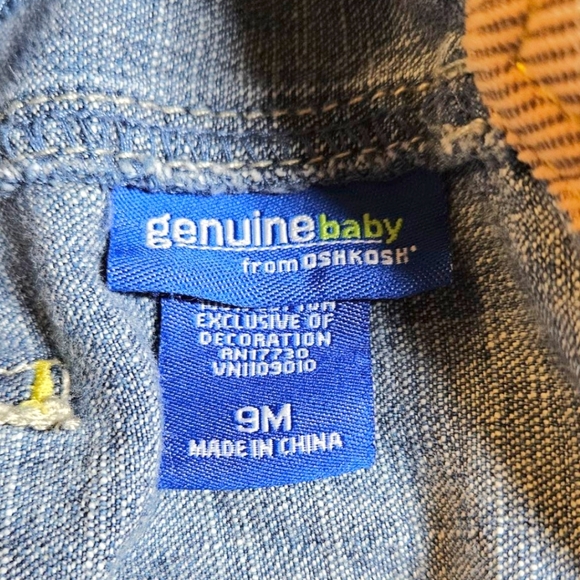 genuinebaby
from OSHKOSH
EXCLUSIVE OF
DECORATION
RN17730
VN1109010
9M
MADE IN CHINA